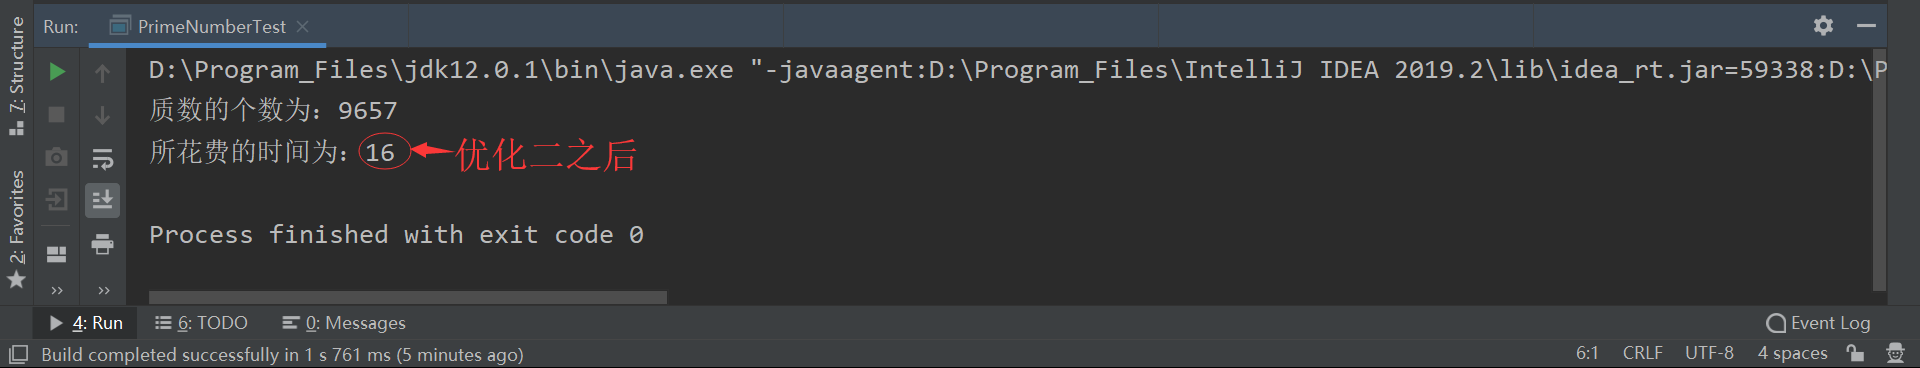 Run: PrimeNumberTest
7: Structure
2: Favorites
D:\Program_Files\jdk12.0.1\bin\java.exe "-javaagent:D:\Program_Files\IntelliJ IDEA 2019.2\lib\idea_rt.jar=59338:D:\P
质数的个数为：9657
所花费的时间为：16 优化二之后
Process finished with exit code 0
4: Run 6: TODO 0: Messages Event Log
Build completed successfully in 1 s 761 ms (5 minutes ago) 6:1 CRLF UTF-8 4 spaces